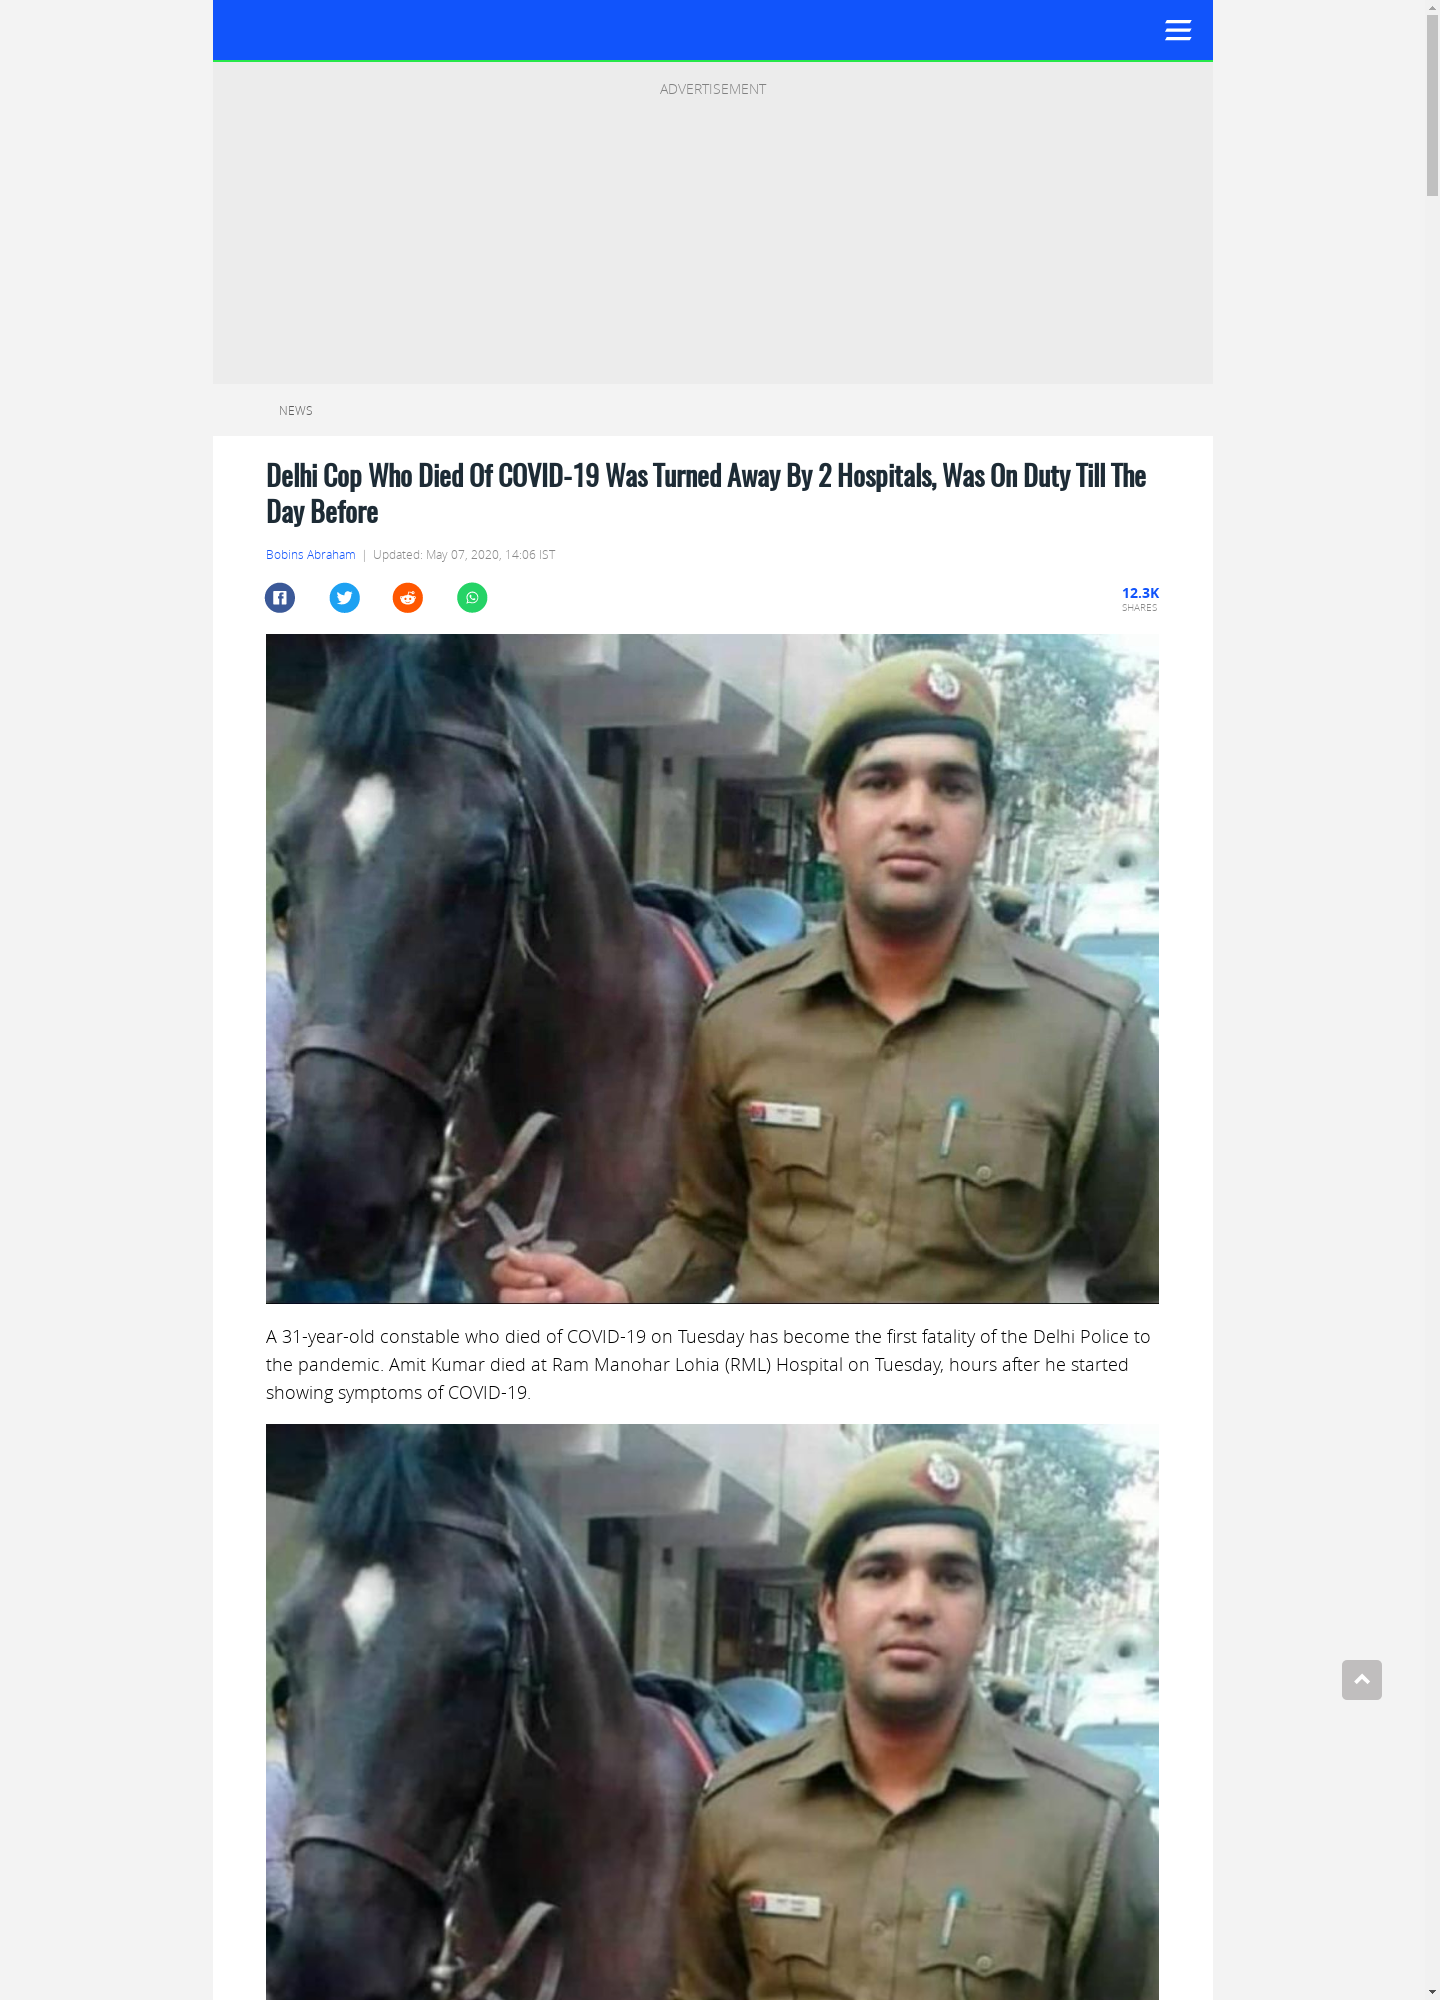 ADVERTISEMENT
NEWS
Delhi Cop Who Died Of COVID-19 Was Turned Away By 2 Hospitals, Was On Duty Till The
Day Before
Bobins Abraham | Updated: May 07, 2020, 14:06 IST
12.3K
SHARES
A 31-year-old constable who died of COVID-19 on Tuesday has become the first fatality of the Delhi Police to
the pandemic. Amit Kumar died at Ram Manohar Lohia (RML) Hospital on Tuesday, hours after he started
showing symptoms of COVID-19.